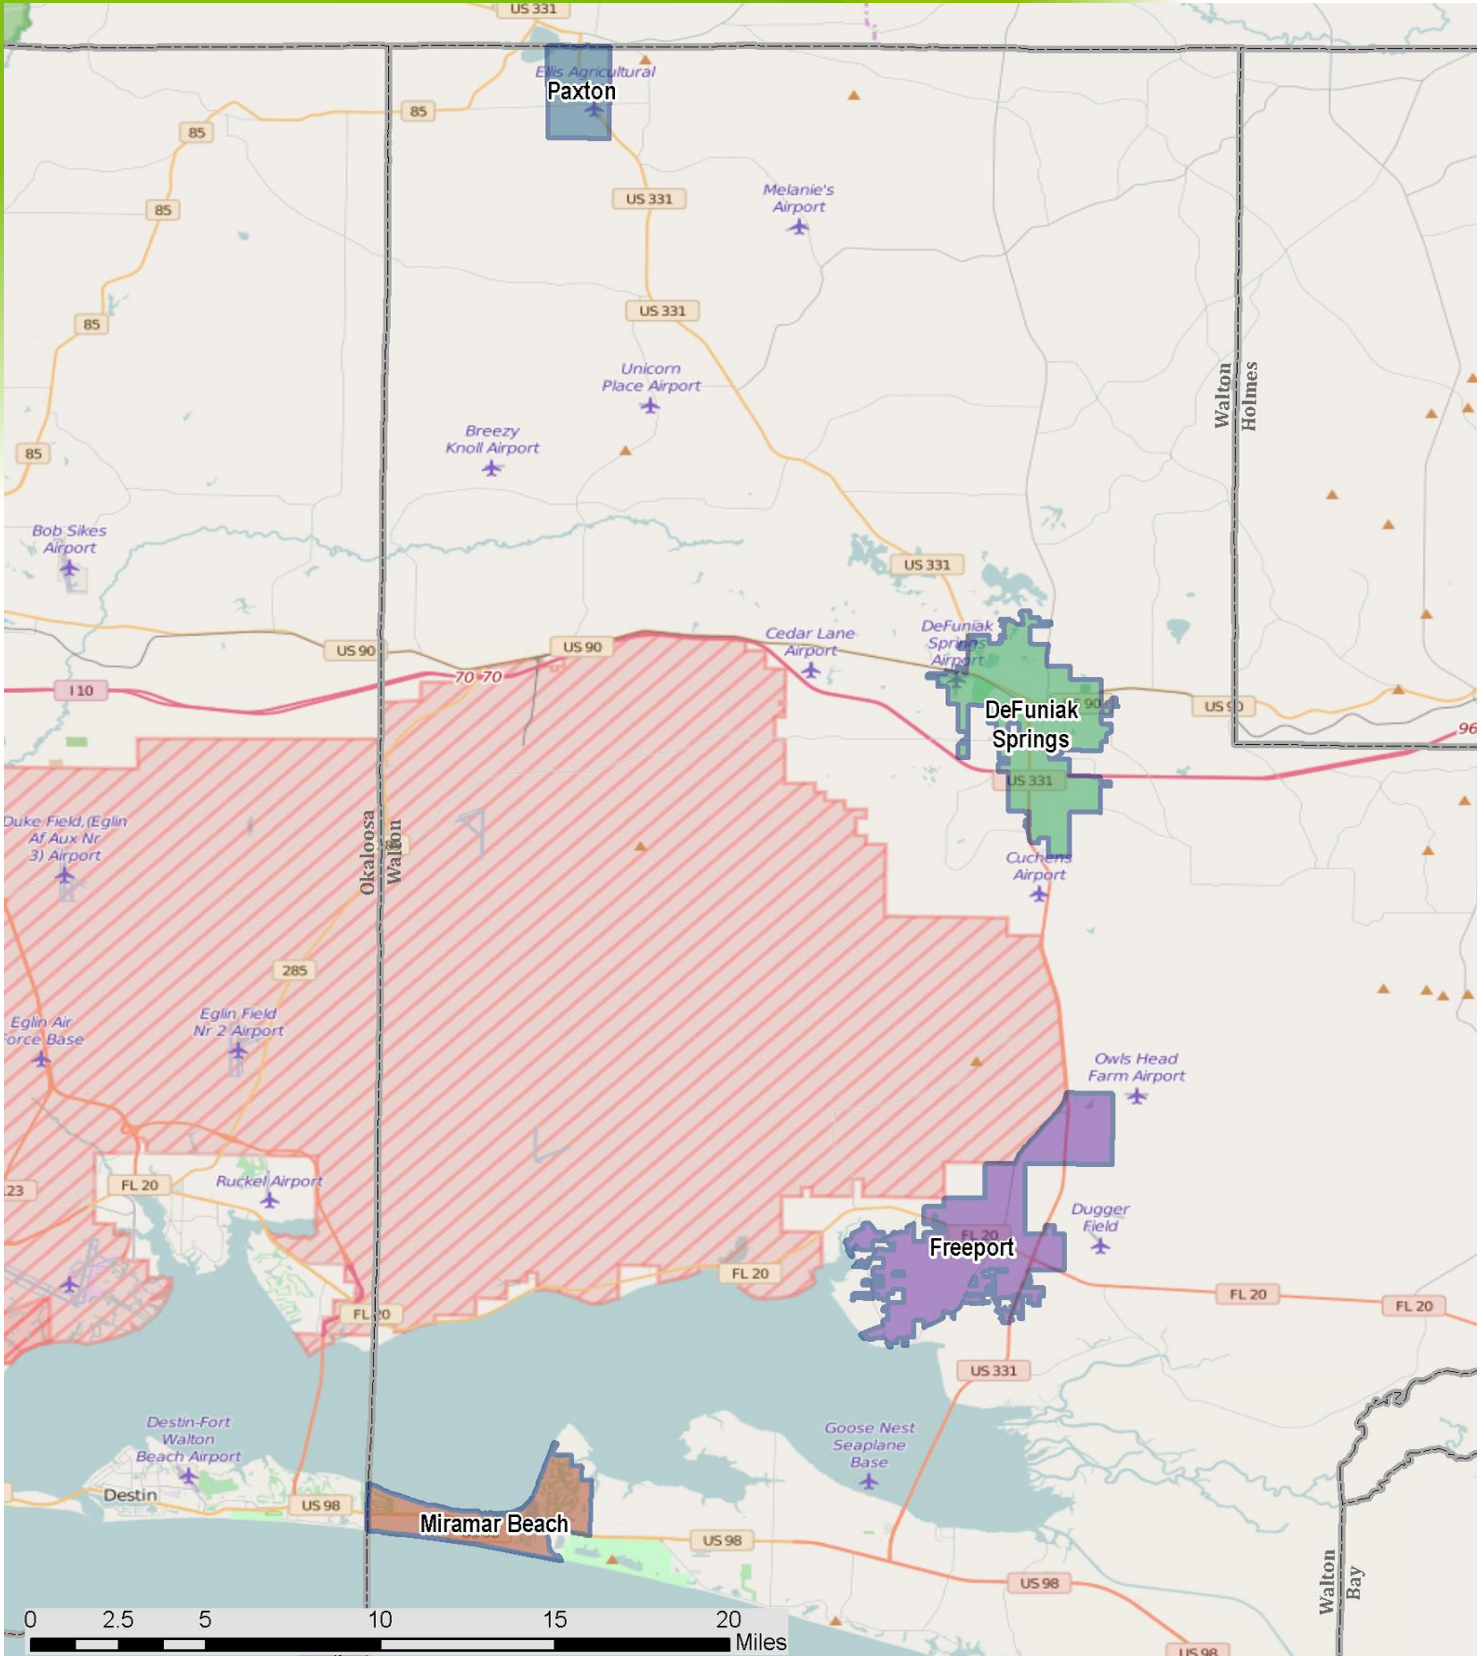 US 331
Ellis Agricultural
Paxton
85
85
US 331
Melanie's
Airport
85
US 331
85
Unicorn
Place Airport
Walton
Holmes
Breezy
Knoll Airport
85
Bob Sikes
Airport
US 331
DeFuniak
Springs
Airport
Cedar Lane
Airport
US 90
US 90
70 70
I 10
DeFuniak
Springs
90
US 90
96
US 331
Duke Field,(Eglin
Af Aux Nr
3) Airport
Okaloosa
Walton
Cuchens
Airport
285
Eglin Field
Nr 2 Airport
Eglin Air
orce Base
Owls Head
Farm Airport
23
FL 20
Ruckel Airport
Dugger
Field
FL 20
Freeport
FL 20
FL 20
FL 20
FL 20
US 331
Destin-Fort
Walton
Beach Airport
Goose Nest
Seaplane
Base
Destin
US 98
Miramar Beach
US 98
US 98
Walton
Bay
US 98
0 2.5 5 10 15 20
Miles